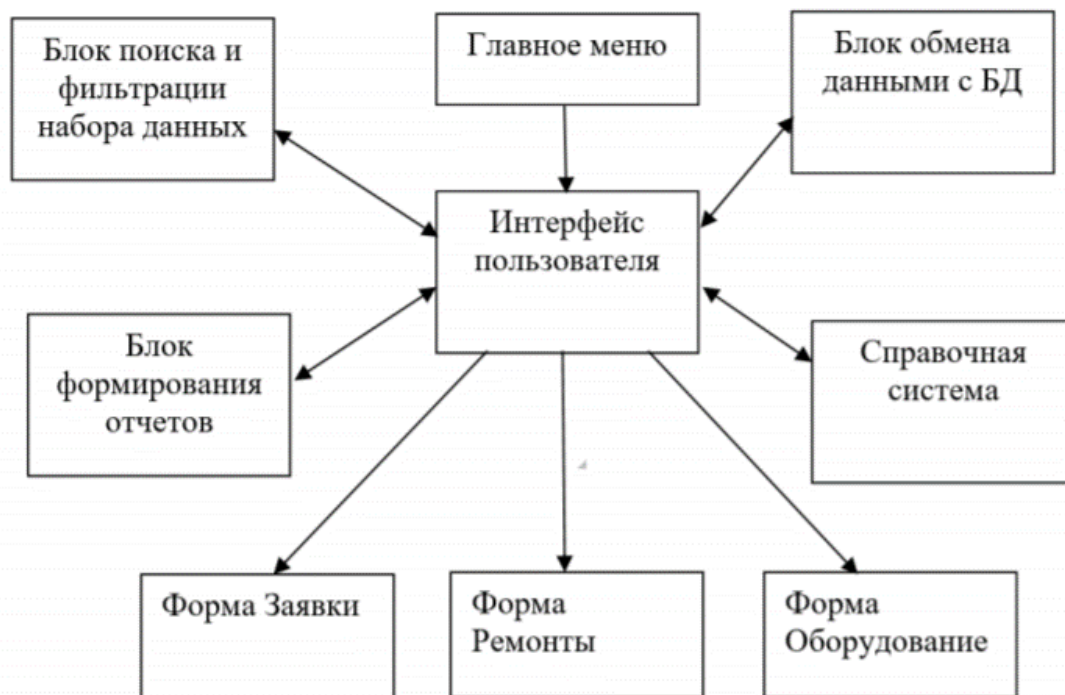 Блок поиска и
фильтрации
набора данных
Главное меню
Блок обмена
данными с БД
Интерфейс
пользователя
Блок
формирования
отчетов
Справочная
система
Форма Заявки
Форма
Ремонты
Форма
Оборудование